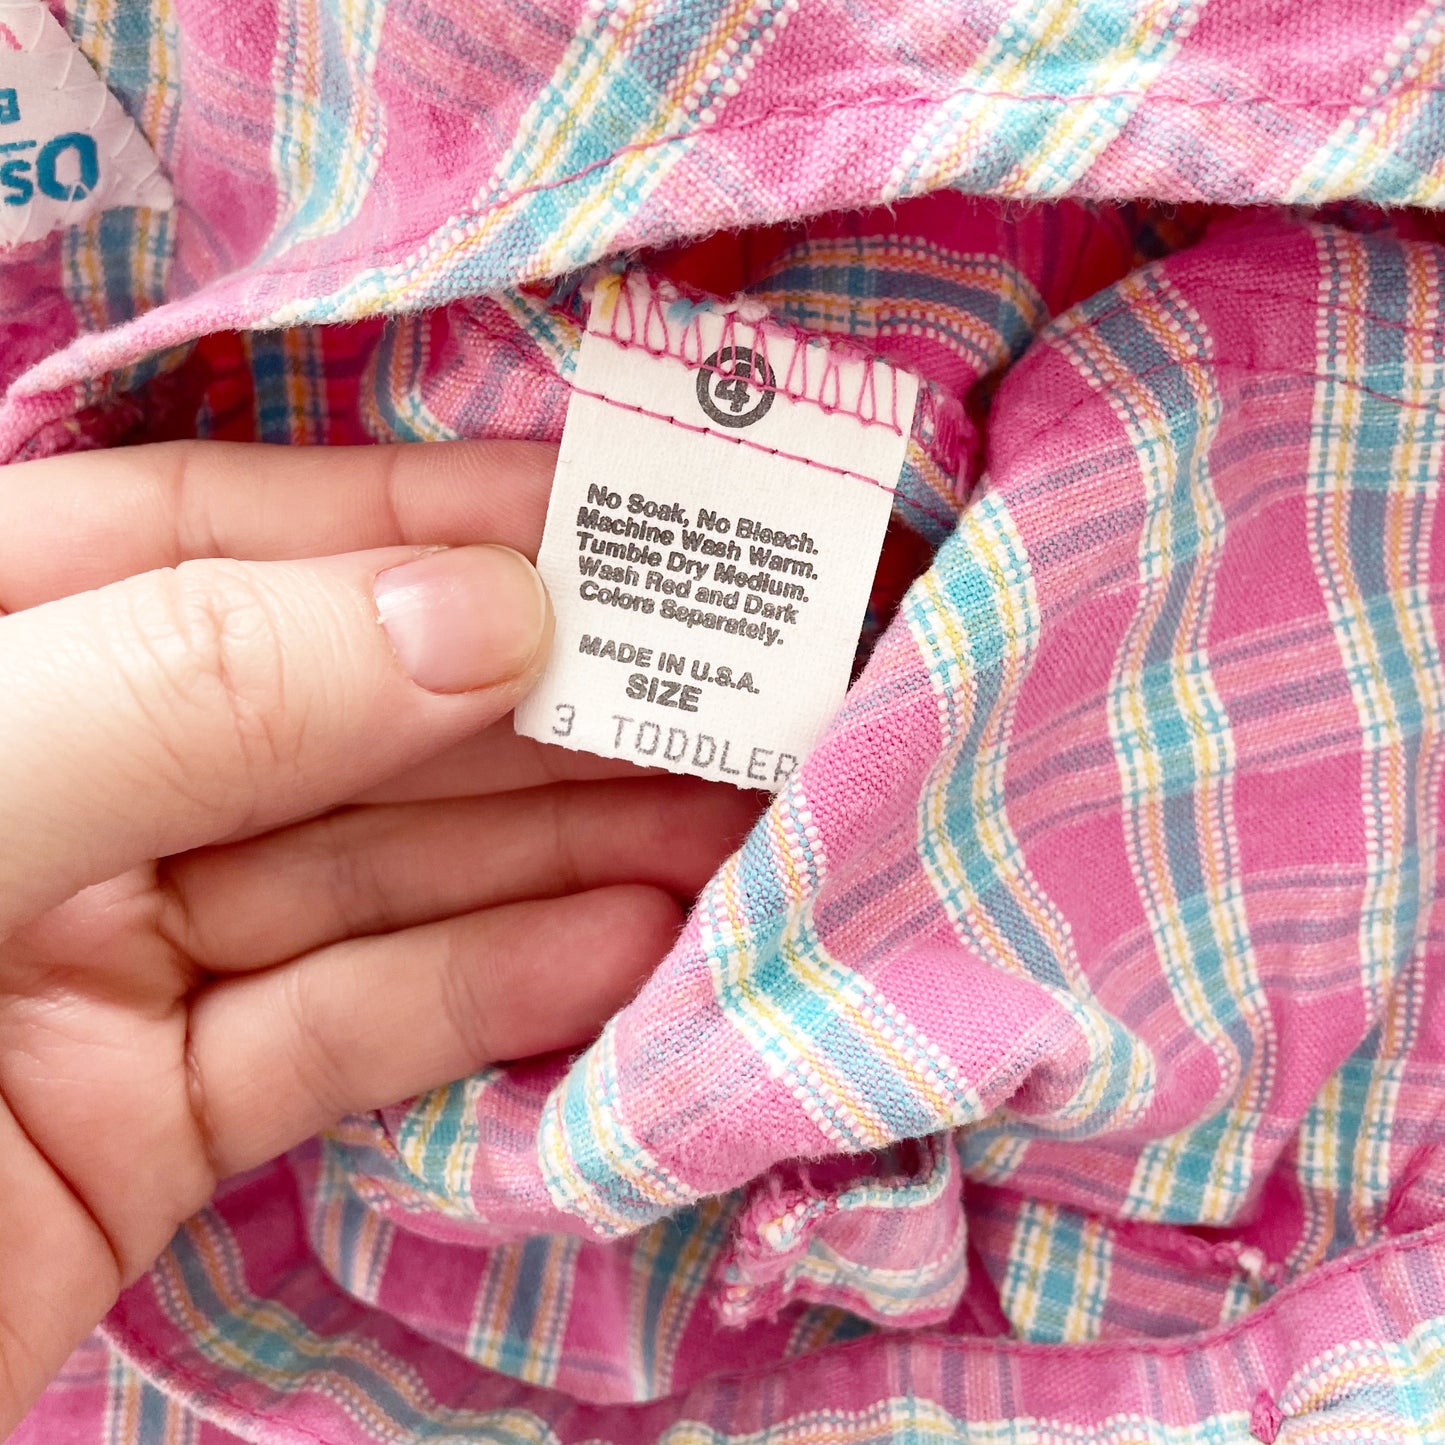 Os
④
No Soak, No Bleach.
Machine Wash Warm.
Tumble Dry Medium.
Wash Red and Dark
Colors Separately.
MADE IN U.S.A.
SIZE
3 TODDLER